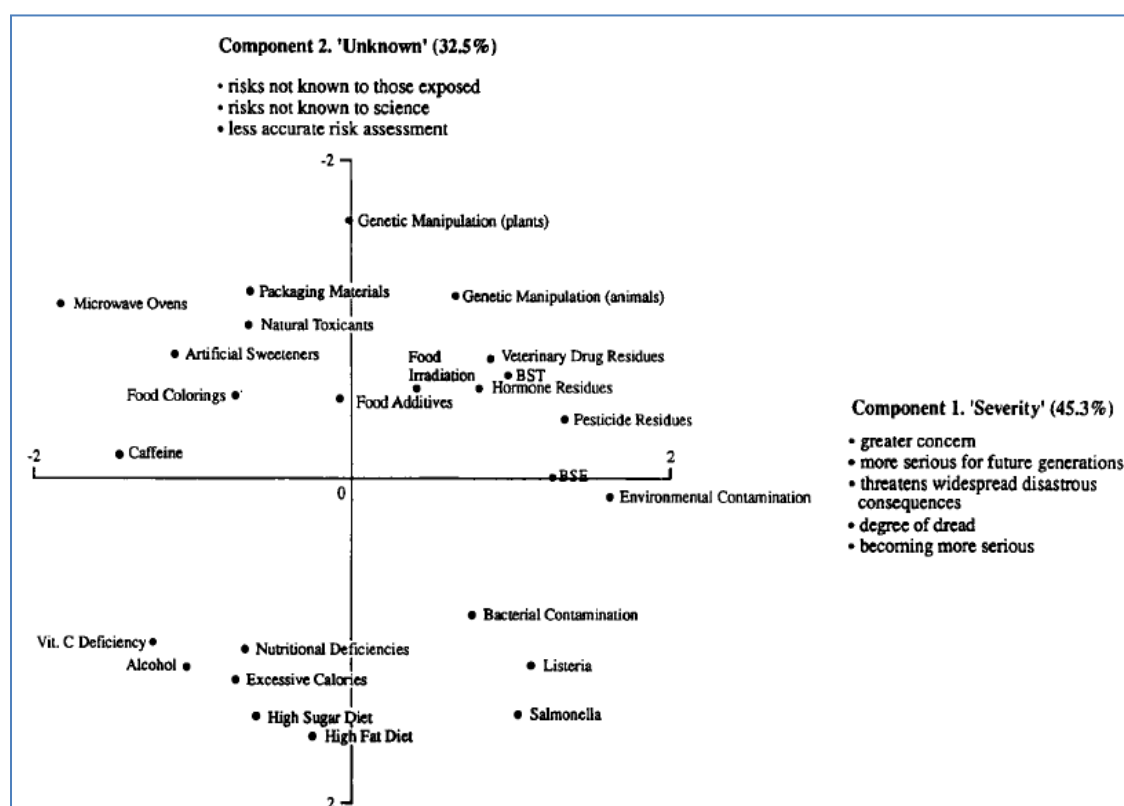 Component 2. 'Unknown' (32.5%)
• risks not known to those exposed
• risks not known to science
• less accurate risk assessment
-2
Genetic Manipulation (plants)
Packaging Materials
Genetic Manipulation (animals)
Microwave Ovens
Natural Toxicants
Artificial Sweeteners
Food
Irradiation
Veterinary Drug Residues
BST
Food Colorings
Food Additives
Hormone Residues
Pesticide Residues
Component 1. 'Severity' (45.3%)
• greater concern
• more serious for future generations
• threatens widespread disastrous
consequences
• degree of dread
• becoming more serious
-2
Caffeine
2
BSE
0
Environmental Contamination
Bacterial Contamination
Vit. C Deficiency
Nutritional Deficiencies
Alcohol
Listeria
Excessive Calories
High Sugar Diet
Salmonella
High Fat Diet
2